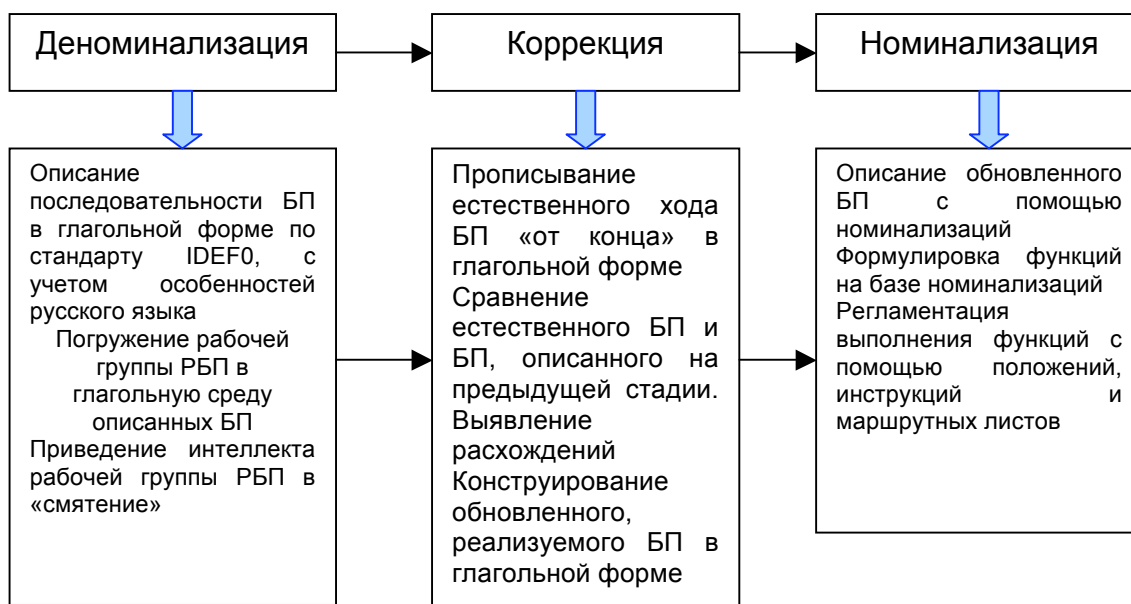 Деноминализация
Коррекция
Номинализация
Описание
последовательности БП
в глагольной форме по
стандарту IDEF0, с
учетом особенностей
русского языка
Погружение рабочей
группы РБП в
глагольную среду
описанных БП
Приведение интеллекта
рабочей группы РБП в
«смятение»
Прописывание
естественного хода
БП «от конца» в
глагольной форме
Сравнение
естественного БП и
БП, описанного на
предыдущей стадии.
Выявление
расхождений
Конструирование
обновленного,
реализуемого БП в
глагольной форме
Описание обновленного
БП с помощью
номинализаций
Формулировка функций
на базе номинализаций
Регламентация
выполнения функций с
помощью положений,
инструкций и
маршрутных листов